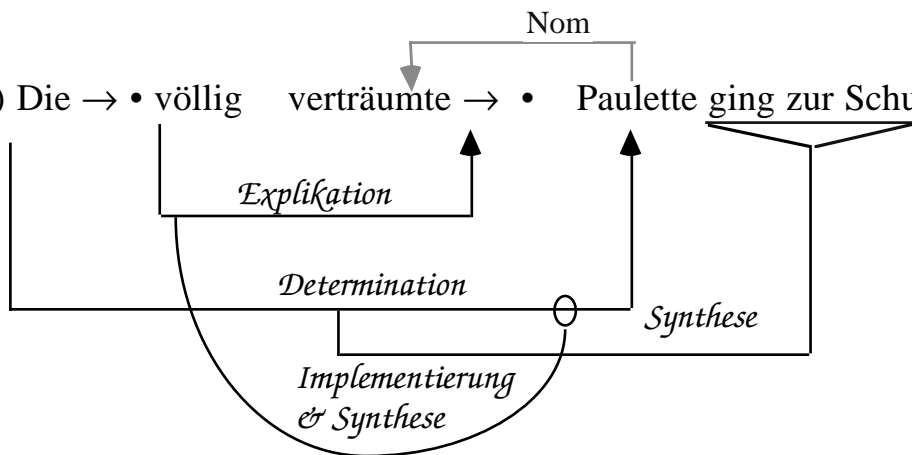 Nom
) Die → • völlig verträumte → • Paulette ging zur Schu
Explikation
Determination
Synthese
Implementierung
& Synthese